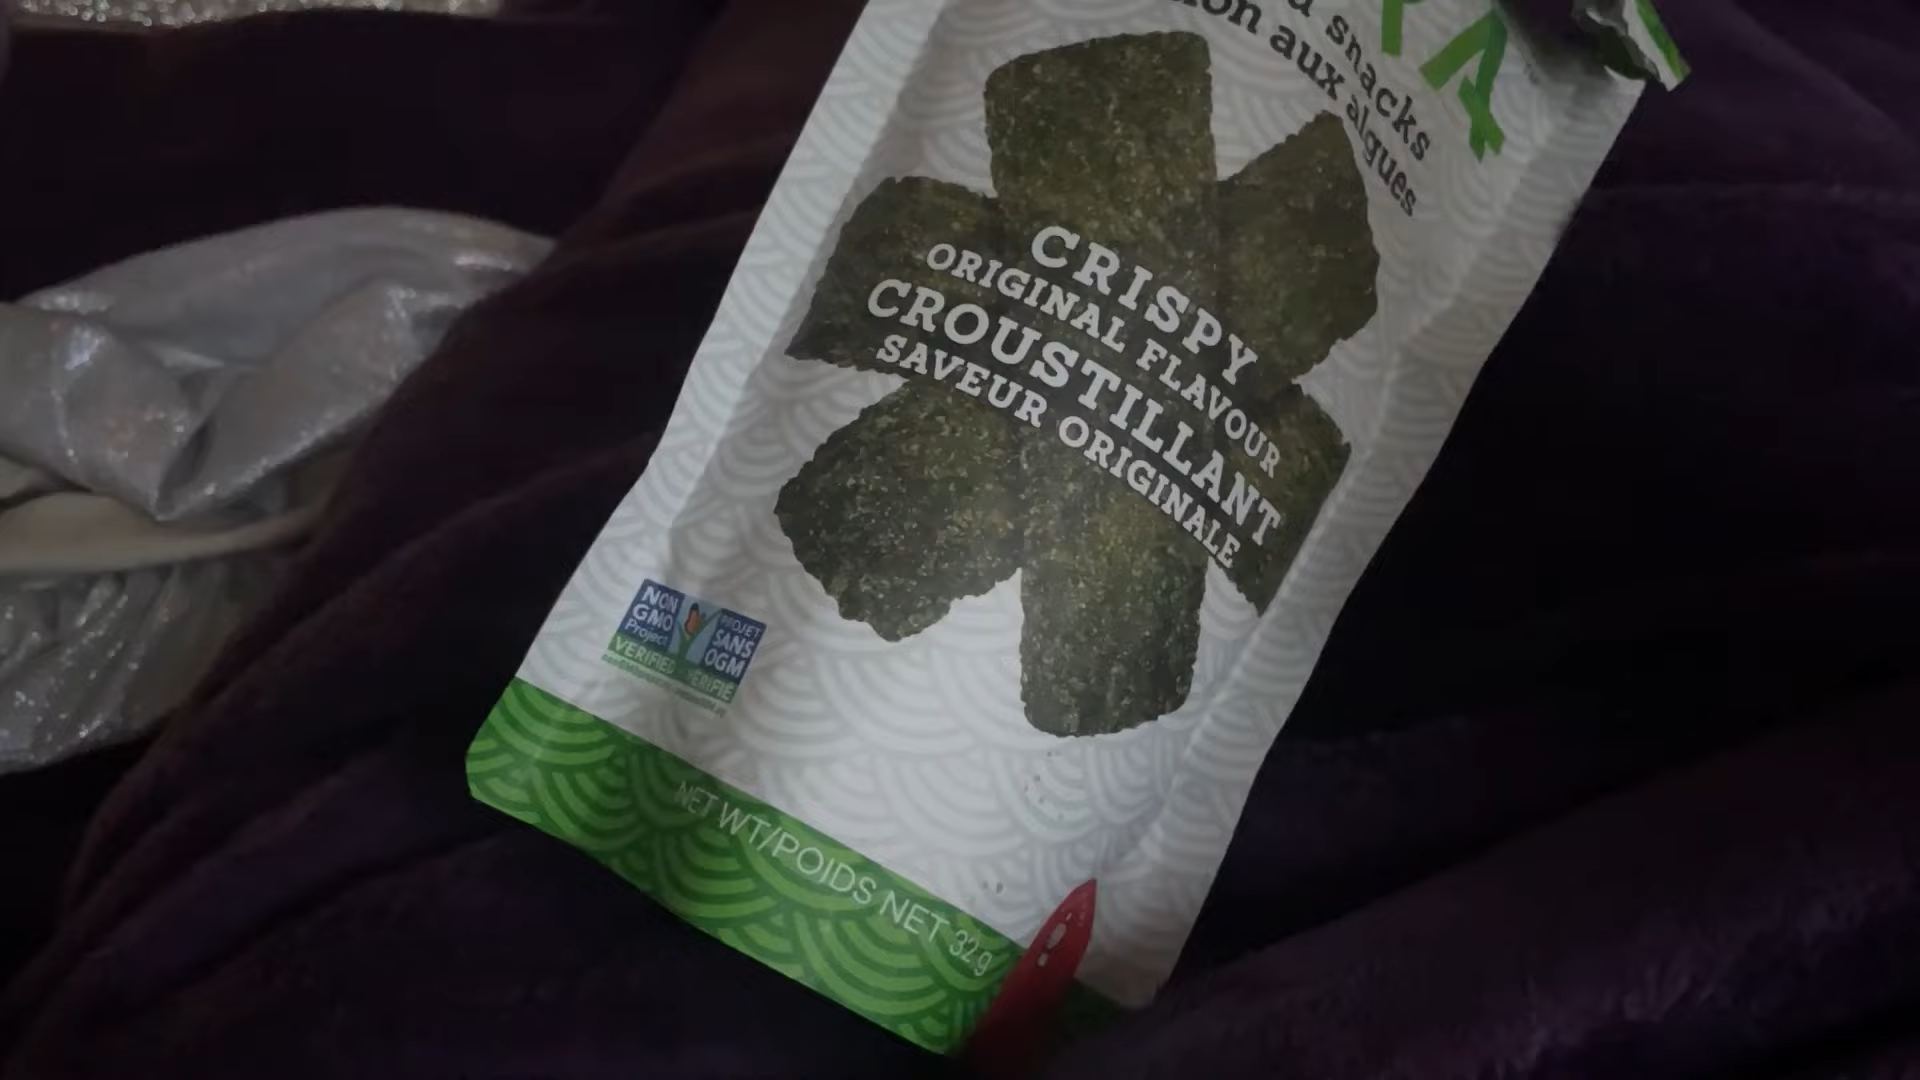 snacks
aux algues
CRISPY
ORIGINAL FLAVOUR
CROUSTILLANT
SAVEUR ORIGINALE
NON
GMO
Project
VERIFIED
PROJET
SANS
OGM
VERIFIE
NET WT/POIDS NET 32 g